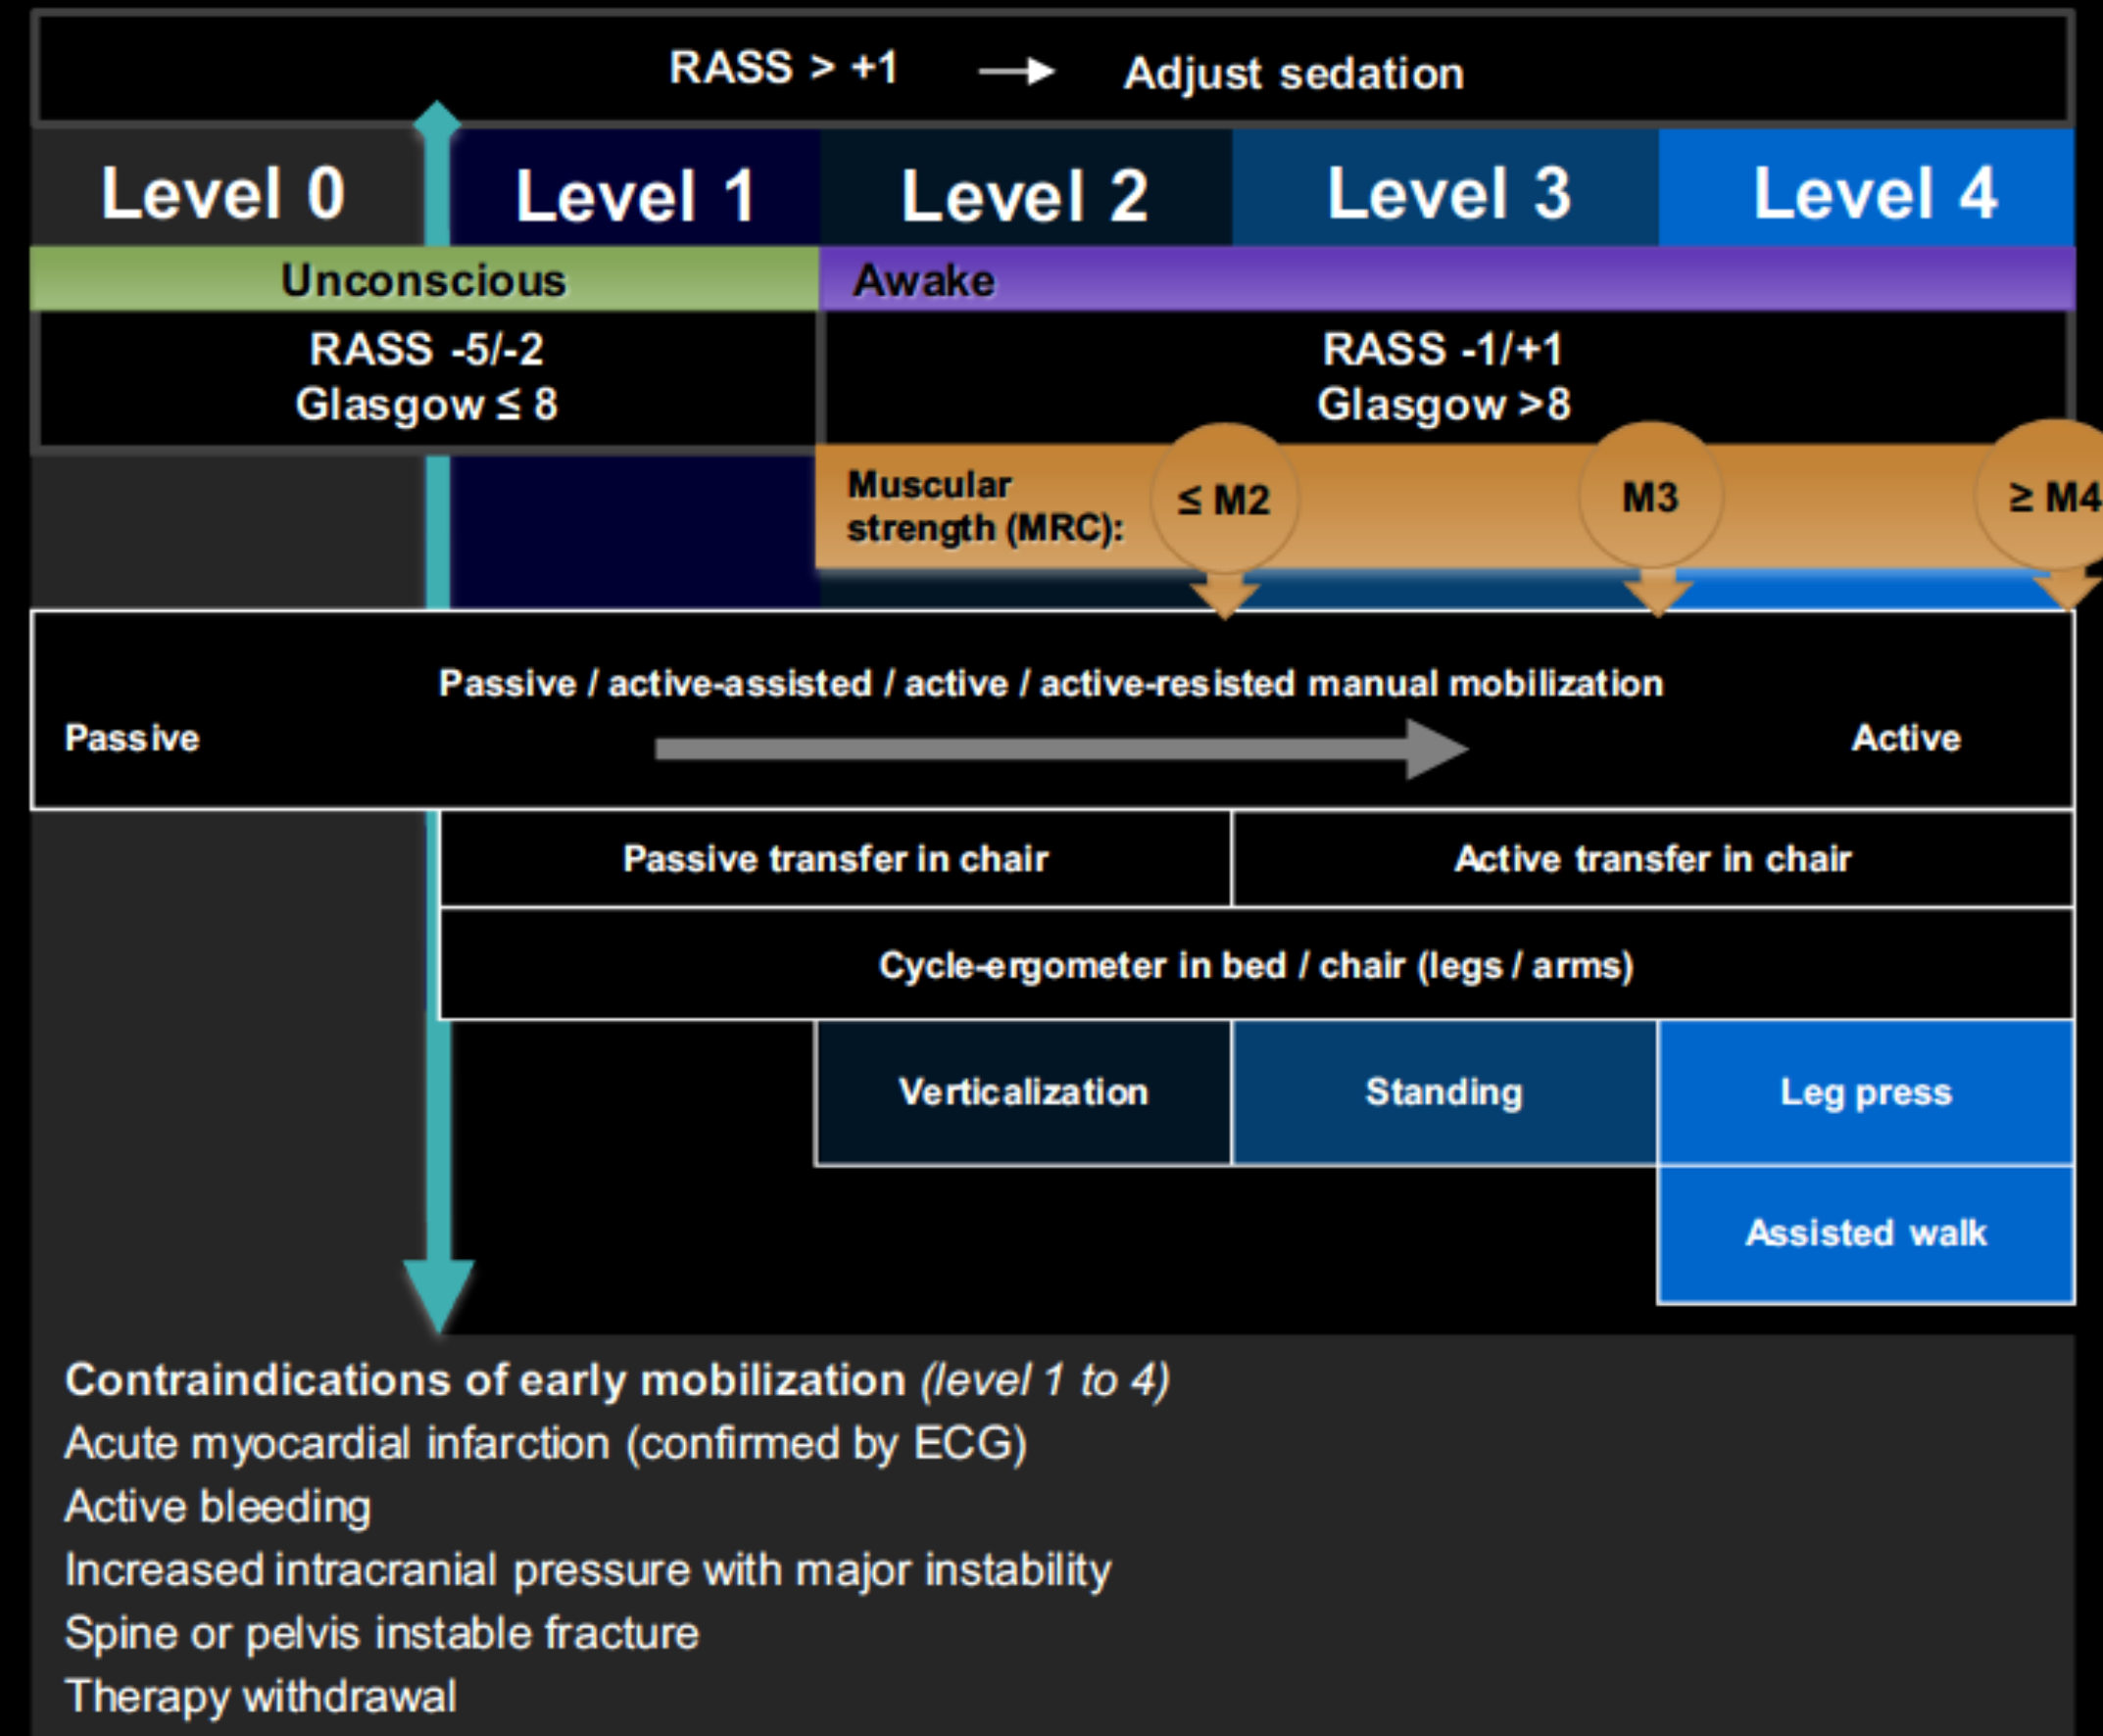 RASS > +1 → Adjust sedation
Level 0
Level 1
Level 2
Level 3
Level 4
Unconscious
Awake
RASS -5/-2
Glasgow ≤ 8
RASS -1/+1
Glasgow >8
Muscular
strength (MRC):
≤ M2
M3
≥ M4
Passive / active-assisted / active / active-resisted manual mobilization
Passive
Active
Passive transfer in chair
Active transfer in chair
Cycle-ergometer in bed / chair (legs / arms)
Verticalization
Standing
Leg press
Assisted walk
Contraindications of early mobilization (level 1 to 4)
Acute myocardial infarction (confirmed by ECG)
Active bleeding
Increased intracranial pressure with major instability
Spine or pelvis instable fracture
Therapy withdrawal